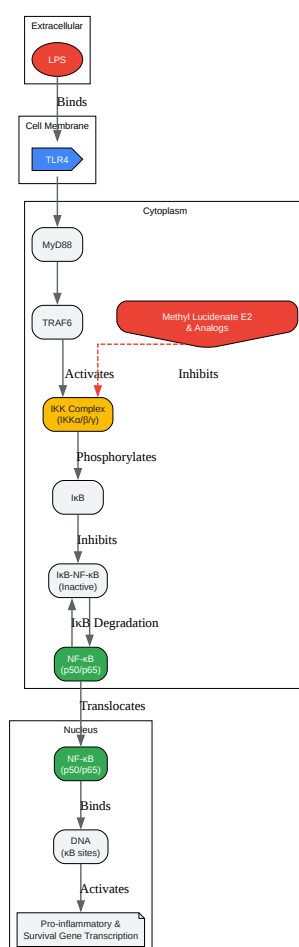 Extracellular
LPS
Binds
Cell Membrane
TLR4
Cytoplasm
MyD88
TRAF6
Methyl Lucidenate E2
& Analogs
Activates
Inhibits
IKK Complex
(IKKα/β/γ)
Phosphorylates
IκB
Inhibits
IκB-NF-κB
(Inactive)
IκB Degradation
NF-κB
(p50/p65)
Translocates
Nucleus
NF-κB
(p50/p65)
Binds
DNA
(κB sites)
Activates
Pro-inflammatory &
Survival Gene Transcription